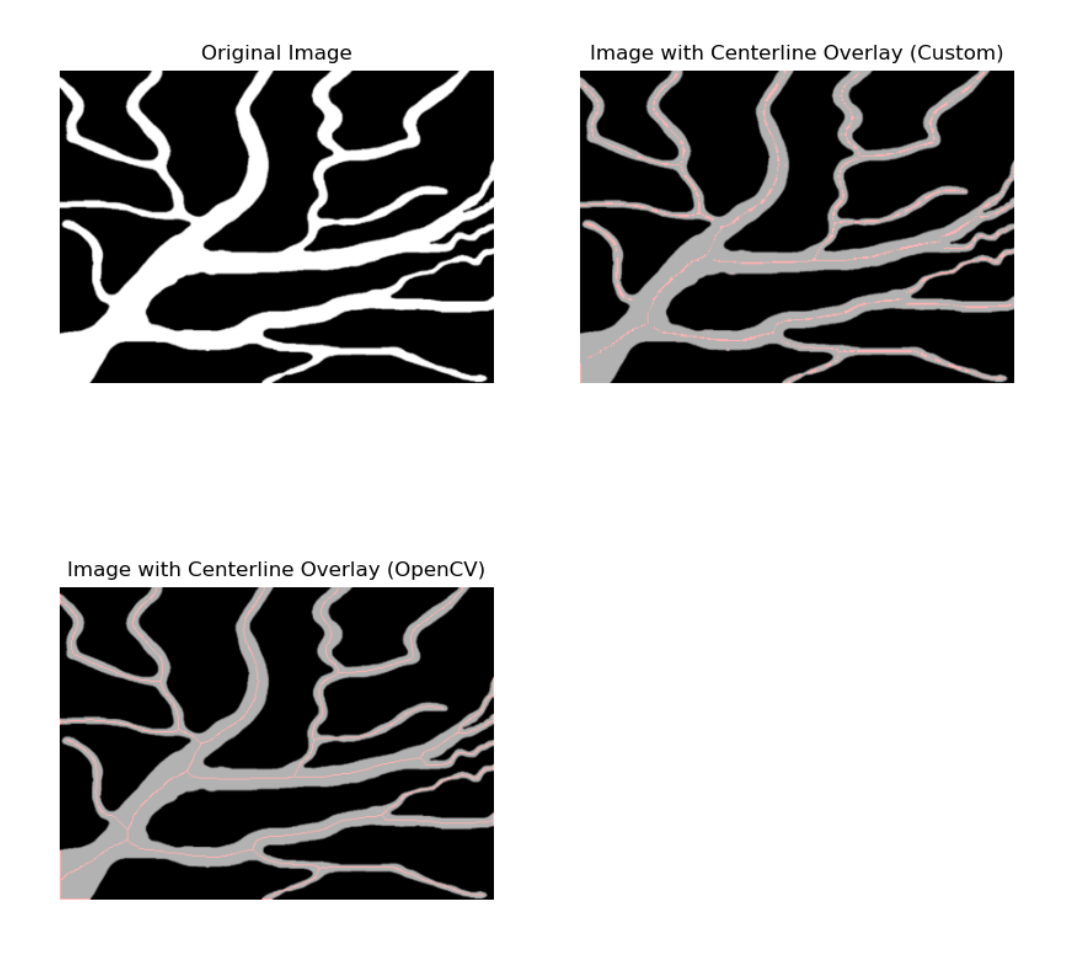 Original Image
Image with Centerline Overlay (Custom)
Image with Centerline Overlay (OpenCV)